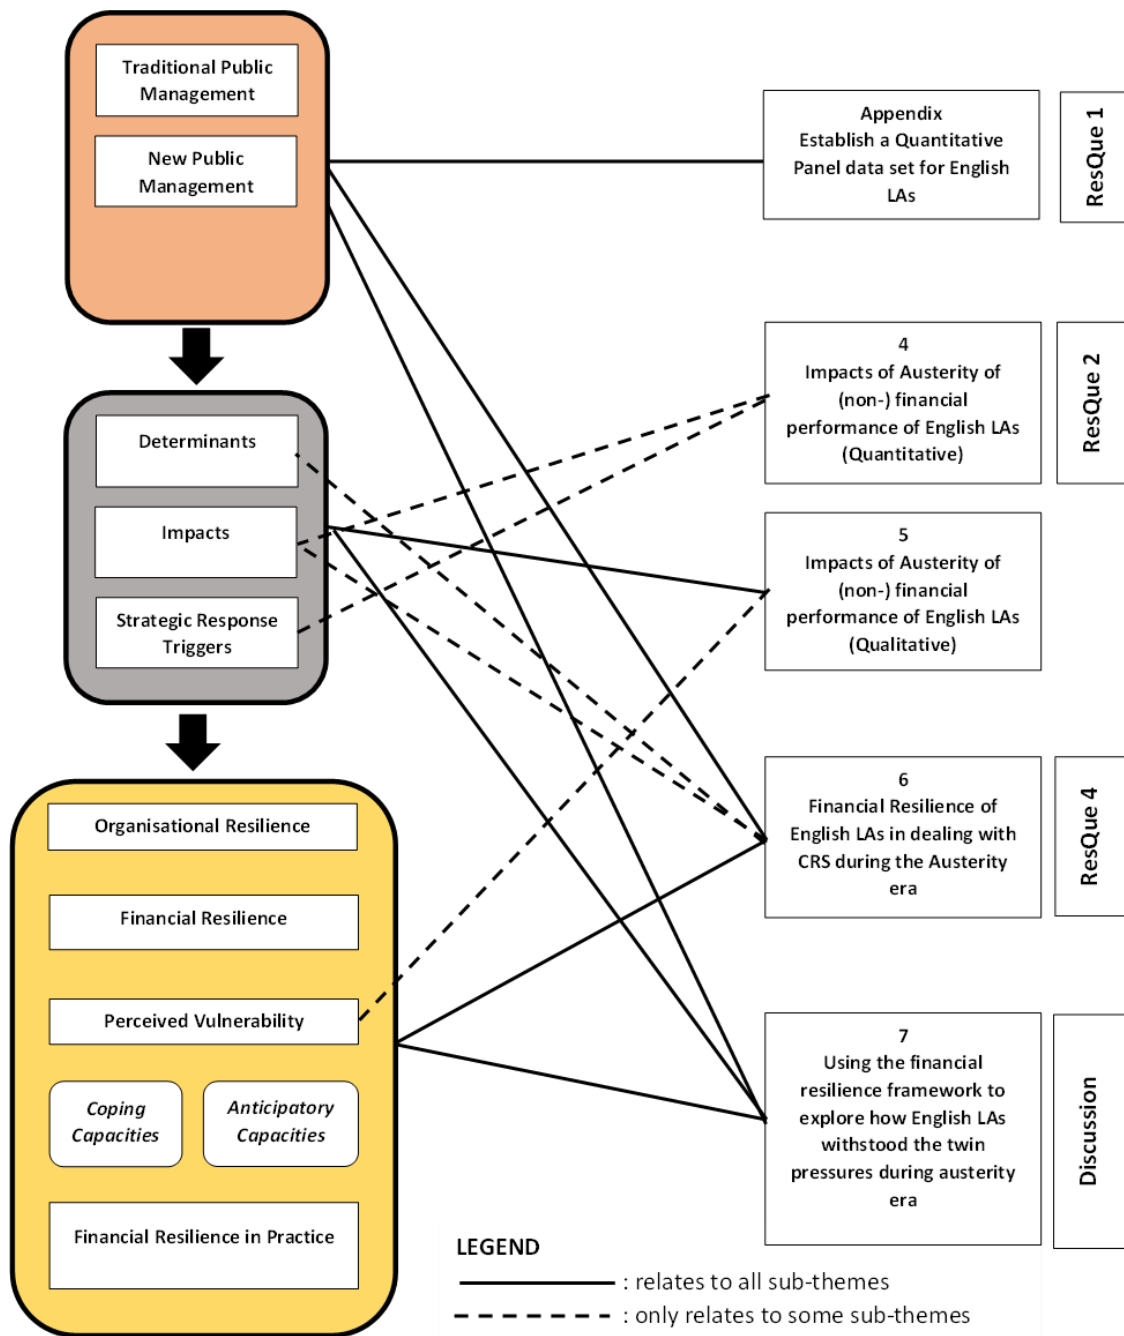 Traditional Public
Management
New Public
Management
Determinants
Impacts
Strategic Response
Triggers
Organisational Resilience
Financial Resilience
Perceived Vulnerability
Coping
Capacities
Anticipatory
Capacities
Financial Resilience in Practice
Appendix
Establish a Quantitative
Panel data set for English
LAs
ResQue 1
4
Impacts of Austerity of
(non-) financial
performance of English LAs
(Quantitative)
ResQue 2
5
Impacts of Austerity of
(non-) financial
performance of English LAs
(Qualitative)
6
Financial Resilience of
English LAs in dealing with
CRS during the Austerity
era
ResQue 4
7
Using the financial
resilience framework to
explore how English LAs
withstood the twin
pressures during austerity
era
Discussion
LEGEND
: relates to all sub-themes
: only relates to some sub-themes